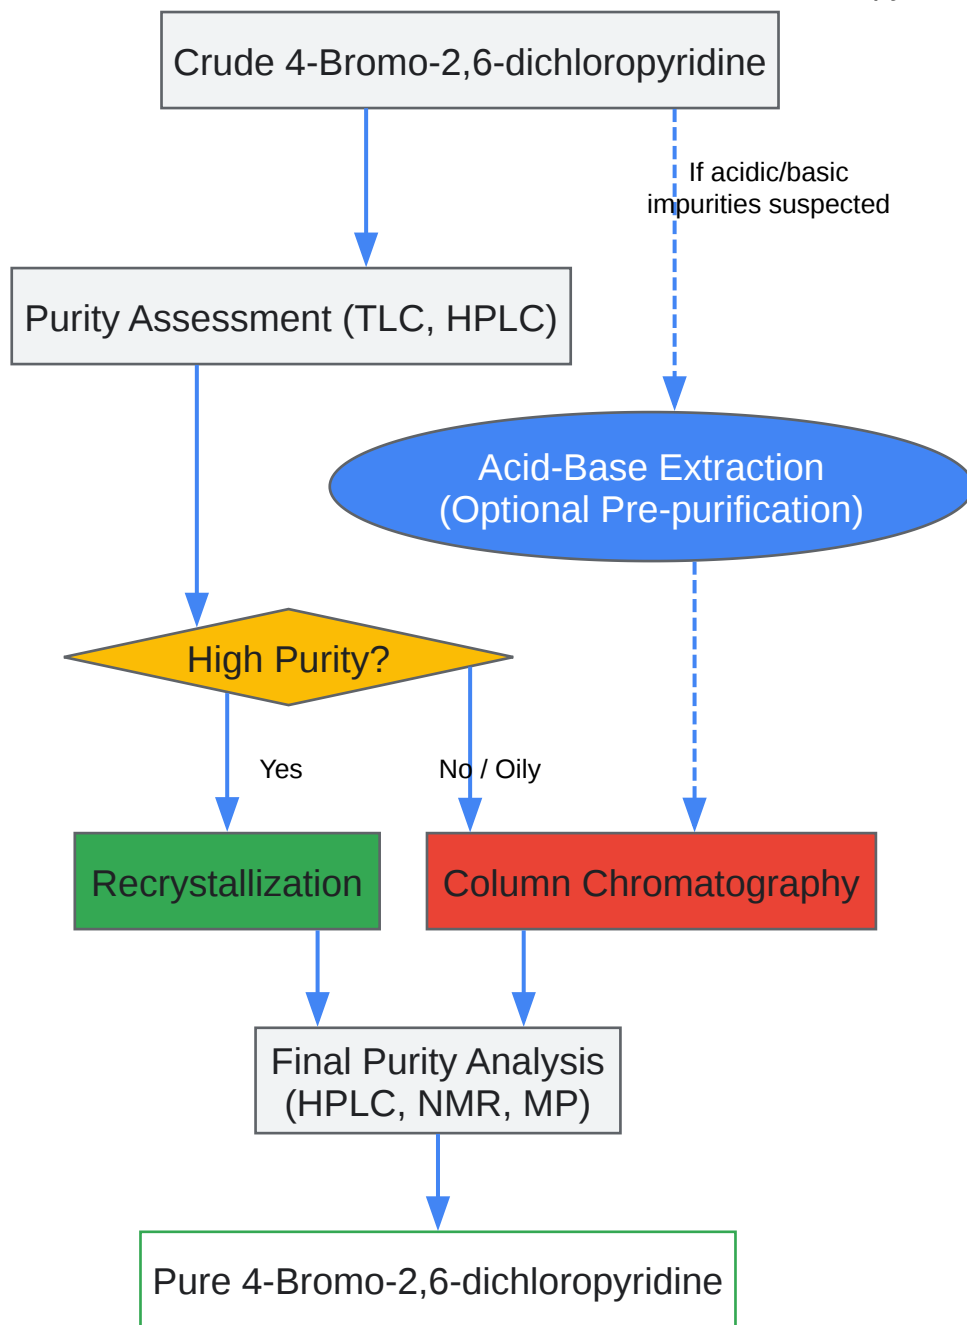 Crude 4-Bromo-2,6-dichloropyridine
If acidic/basic
impurities suspected
Purity Assessment (TLC, HPLC)
Acid-Base Extraction
(Optional Pre-purification)
High Purity?
Yes
No / Oily
Recrystallization
Column Chromatography
Final Purity Analysis
(HPLC, NMR, MP)
Pure 4-Bromo-2,6-dichloropyridine